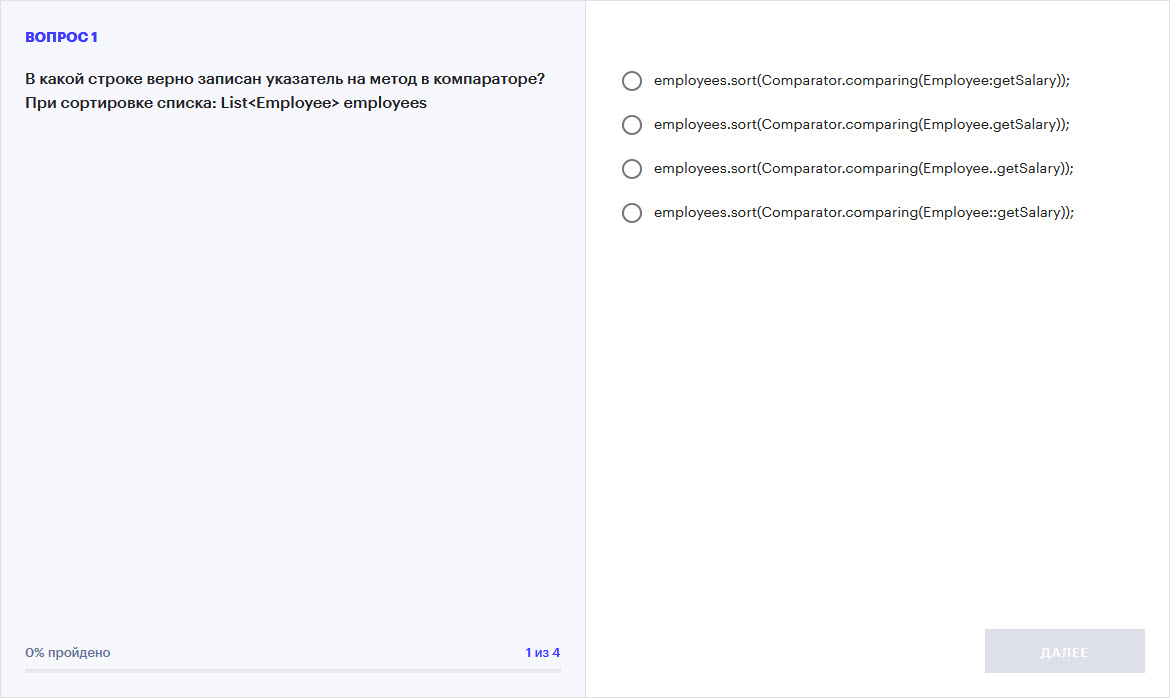 ВОПРОС 1
В какой строке верно записан указатель на метод в компараторе?
При сортировке списка: List<Employee> employees
employees.sort(Comparator.comparing(Employee:getSalary));
employees.sort(Comparator.comparing(Employee.getSalary));
employees.sort(Comparator.comparing(Employee..getSalary));
employees.sort(Comparator.comparing(Employee::getSalary));
0% пройдено
1 из 4
ДАЛЕЕ